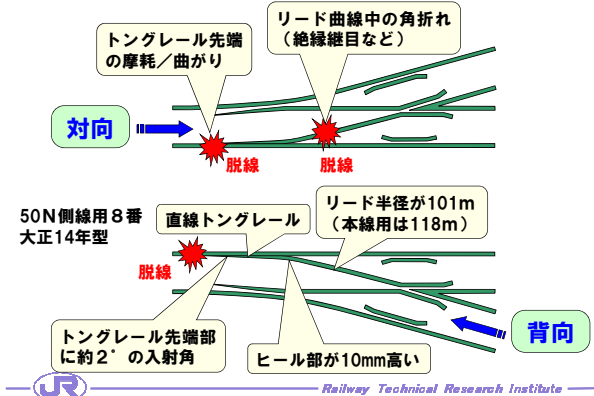 トングレール先端
の摩耗／曲がり
リード曲線中の角折れ
（絶縁継目など）
対向
脱線
脱線
50N側線用８番
大正14年型
直線トングレール
リード半径が101m
（本線用は118m）
脱線
トングレール先端部
に約２°の入射角
ヒール部が10mm高い
背向
JR
Railway Technical Research Institute